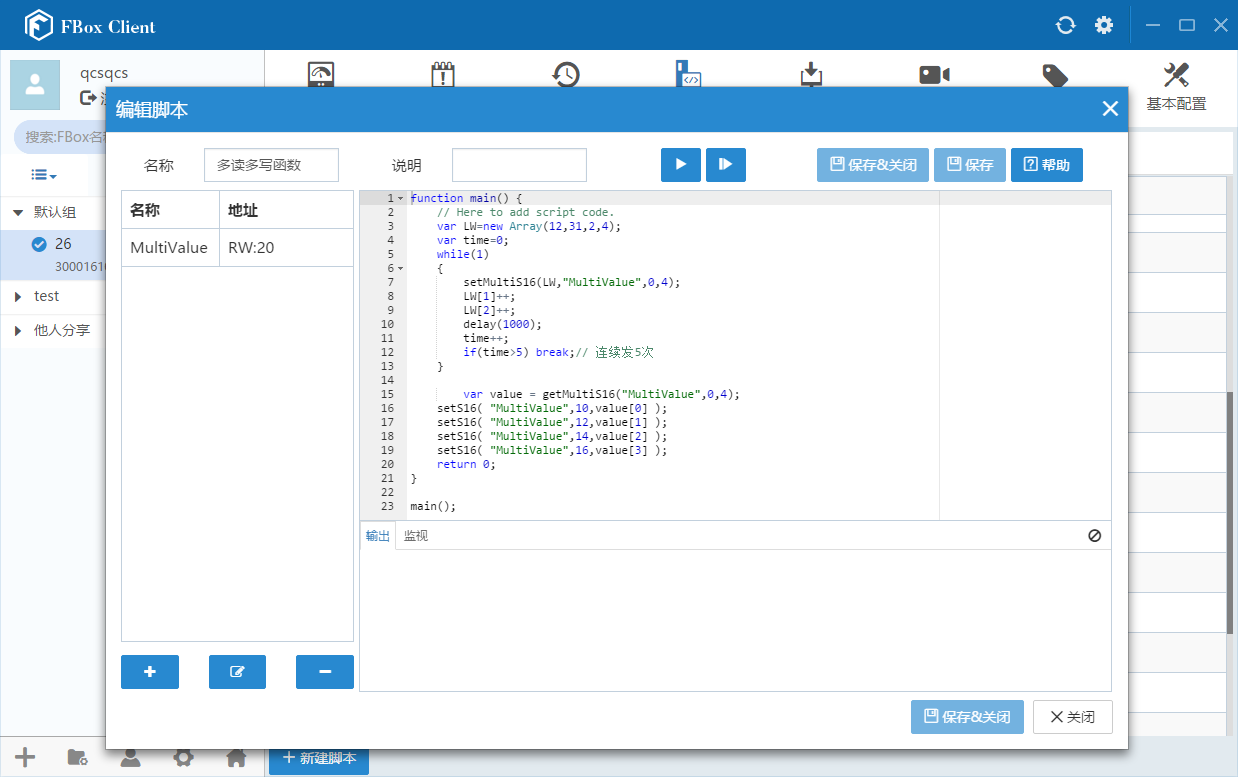 FBox Client
qcsqcs
基本配置
搜索:FBox名
默认组
26
3000161
test
他人分享
编辑脚本
名称
多读多写函数
说明
保存&关闭
保存
帮助
名称 地址
MultiValue RW:20
1 function main() {
2 // Here to add script code.
3 var LW=new Array(12,31,2,4);
4 var time=0;
5 while(1)
6 {
7 setMultiS16(LW,"MultiValue",0,4);
8 LW[1]++;
9 LW[2]++;
10 delay(1000);
11 time++;
12 if(time>5) break;// 连续发5次
13 }
14
15 var value = getMultiS16("MultiValue",0,4);
16 setS16( "MultiValue",10,value[0] );
17 setS16( "MultiValue",12,value[1] );
18 setS16( "MultiValue",14,value[2] );
19 setS16( "MultiValue",16,value[3] );
20 return 0;
21 }
22
23 main();
输出 监视
保存&关闭
关闭
新建脚本